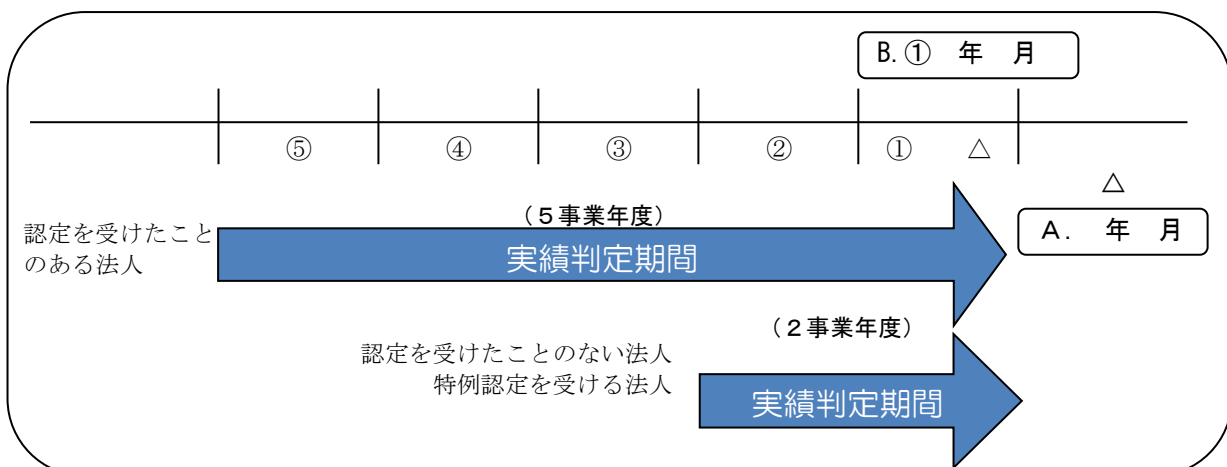 B.① 年 月
⑤ ④ ③ ② ① △
△
(5事業年度)
A. 年 月
認定を受けたこと
のある法人
実績判定期間
(2事業年度)
認定を受けたことのない法人
特例認定を受ける法人
実績判定期間